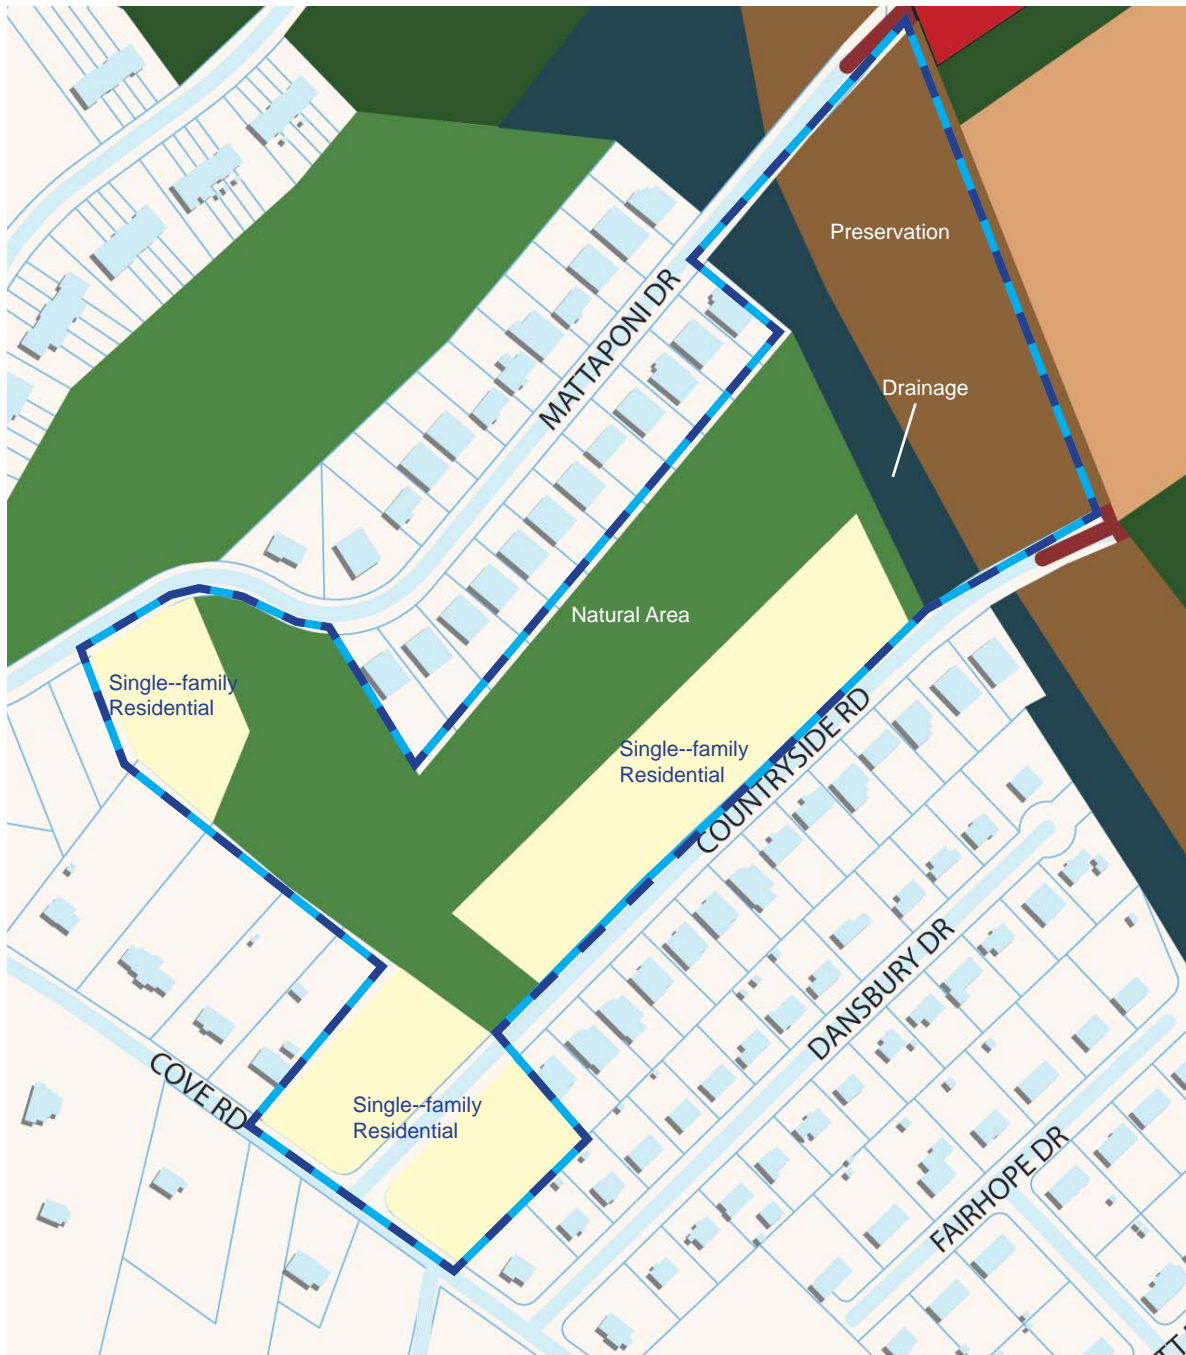 Preservation
MATTAPONI DR
Drainage
Natural Area
Single--family
Residential
Single--family
Residential
COUNTRYSIDE RD
DANSBURY DR
COVE RD
Single--family
Residential
FAIRHOPE DR